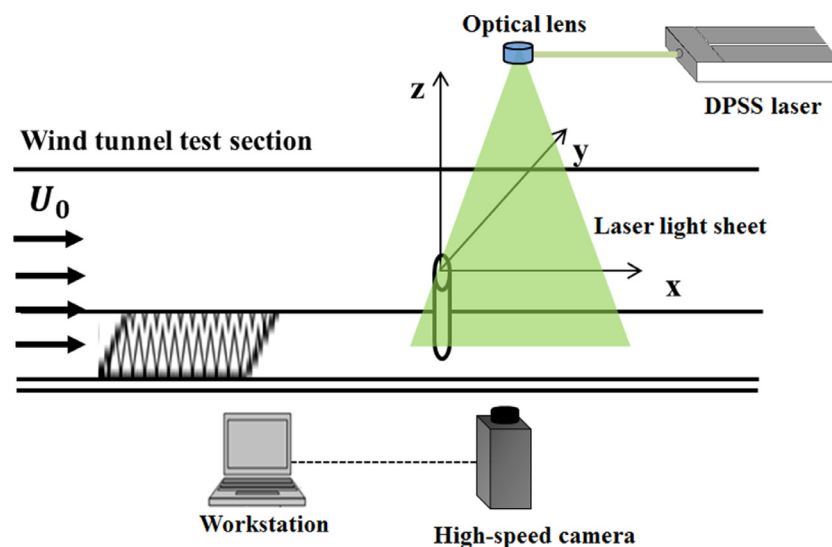 Optical lens
DPSS laser
z
y
Wind tunnel test section
U₀
Laser light sheet
x
Workstation
High-speed camera